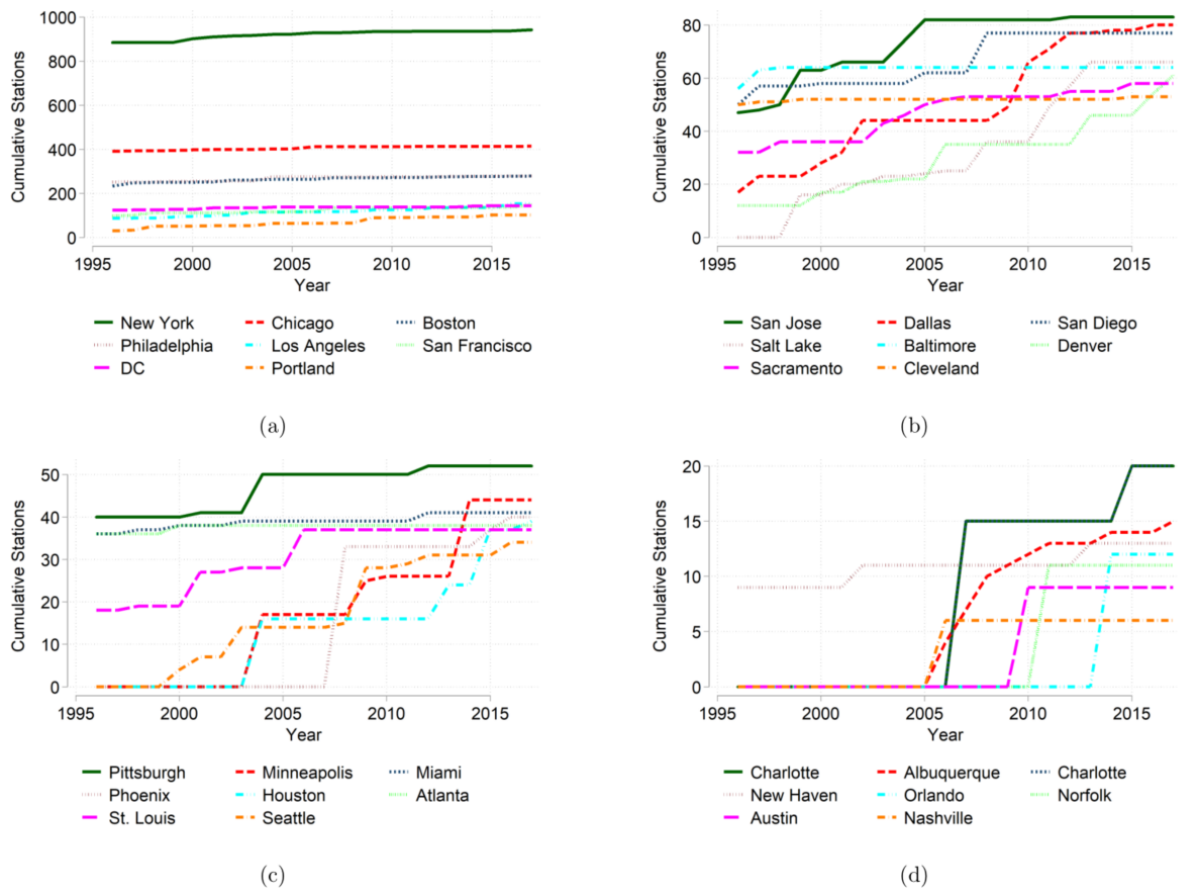 1000
800
600
400
200
0
Cumulative Stations
1995 2000 2005 2010 2015
Year
New York Chicago Boston
Philadelphia Los Angeles San Francisco
DC Portland
(a)
80
60
40
20
0
Cumulative Stations
1995 2000 2005 2010 2015
Year
San Jose Dallas San Diego
Salt Lake Baltimore Denver
Sacramento Cleveland
(b)
50
40
30
20
10
0
Cumulative Stations
1995 2000 2005 2010 2015
Year
Pittsburgh Minneapolis Miami
Phoenix Houston Atlanta
St. Louis Seattle
(c)
20
15
10
5
0
Cumulative Stations
1995 2000 2005 2010 2015
Year
Charlotte Albuquerque Charlotte
New Haven Orlando Norfolk
Austin Nashville
(d)